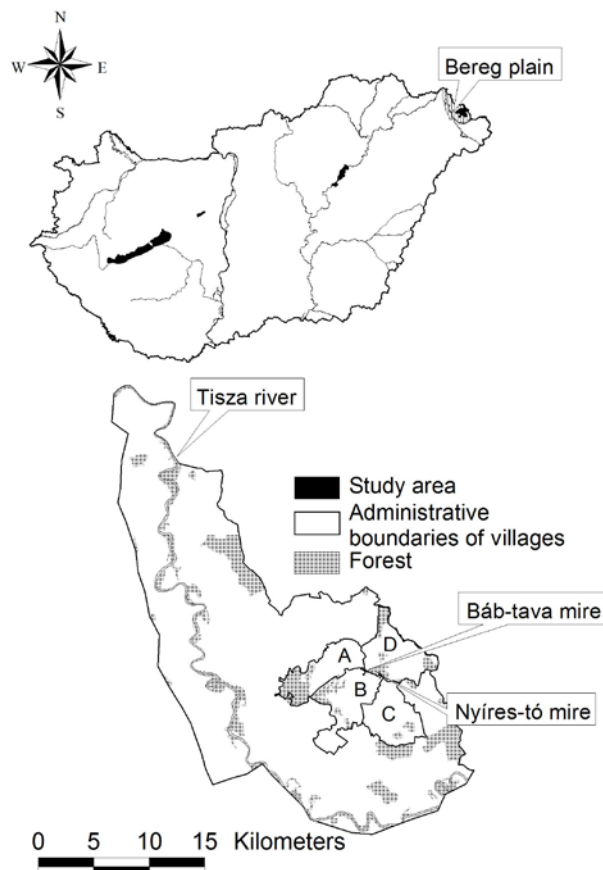 N
W E
S
Bereg plain
Tisza river
Study area
Administrative
boundaries of villages
Forest
Báb-tava mire
D
A
B
C
Nyíres-tó mire
0 5 10 15 Kilometers